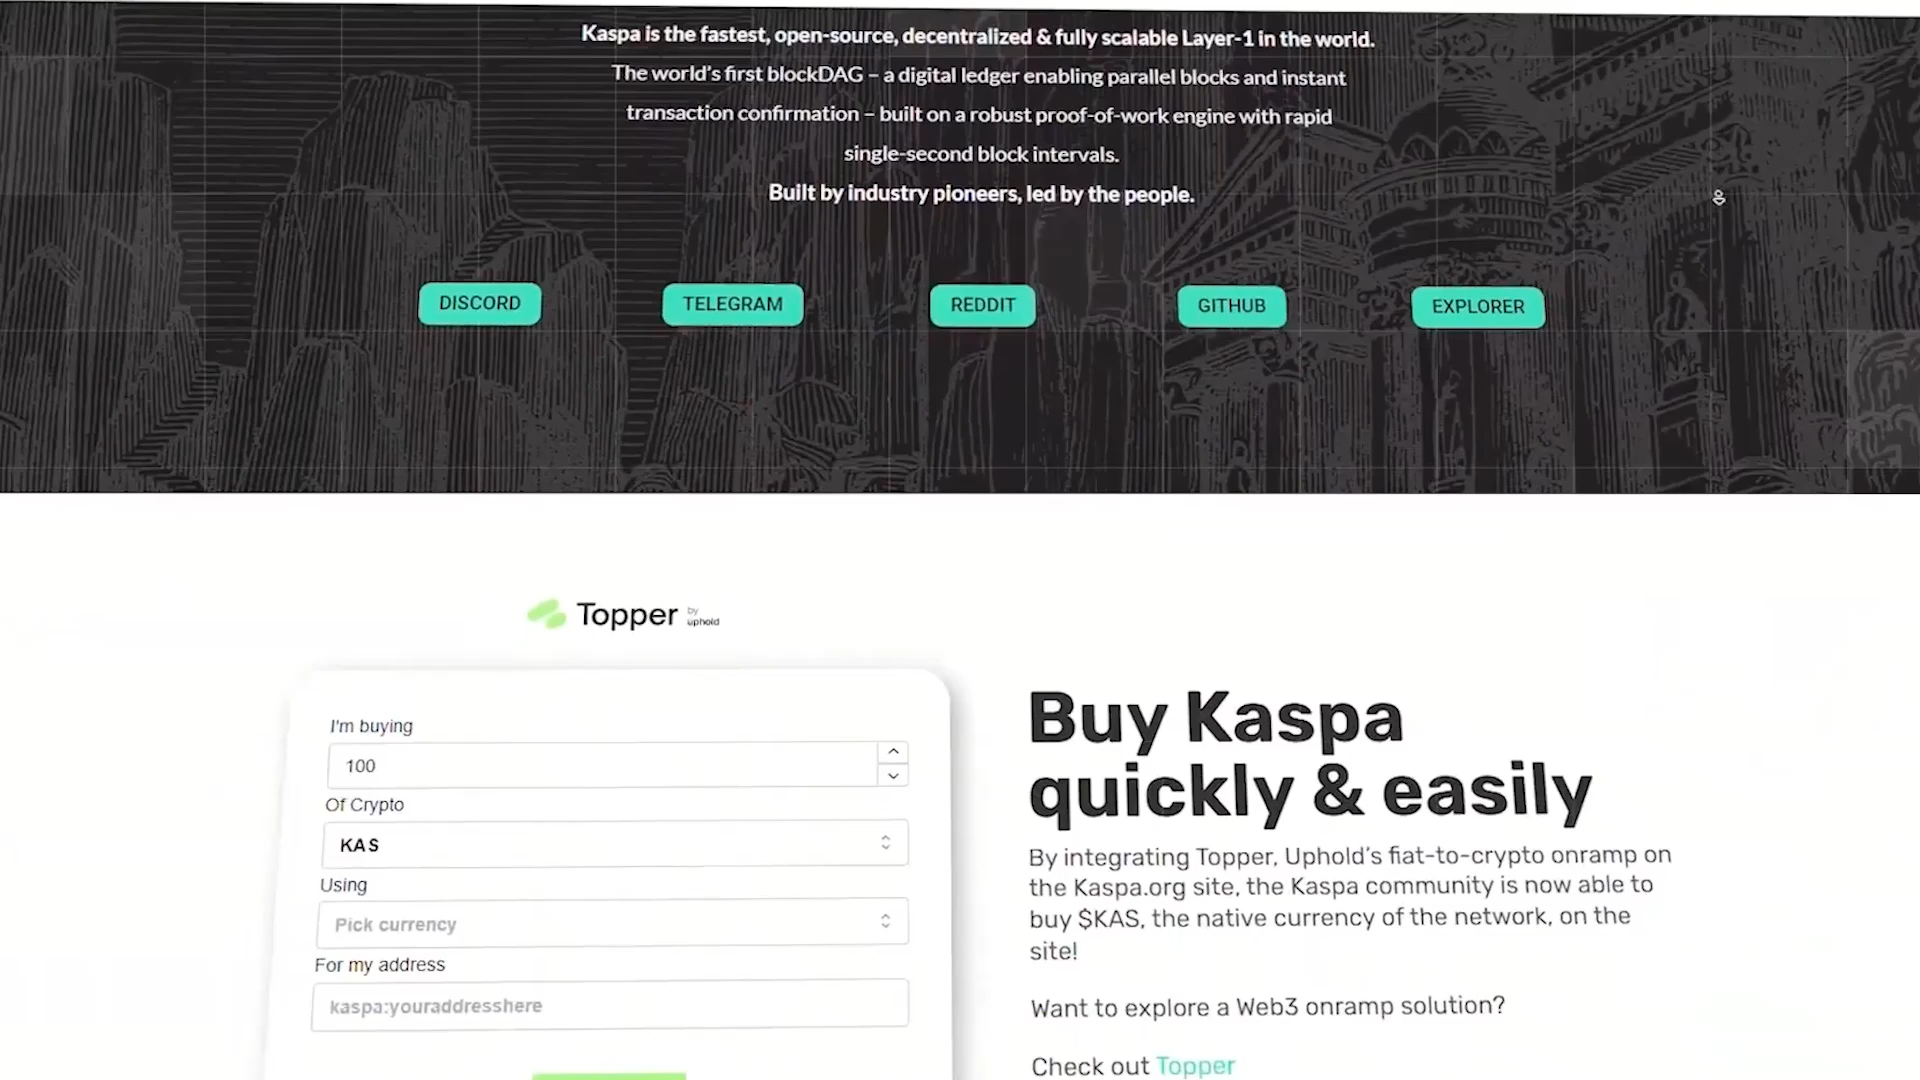 Kaspa is the fastest, open-source, decentralized & fully scalable Layer-1 in the world.
The world's first blockDAG – a digital ledger enabling parallel blocks and instant
transaction confirmation – built on a robust proof-of-work engine with rapid
single-second block intervals.
Built by industry pioneers, led by the people.
DISCORD
TELEGRAM
REDDIT
GITHUB
EXPLORER
Topper by uphold
I'm buying
100
Of Crypto
KAS
Using
Pick currency
For my address
kaspa:youraddresshere
Buy Kaspa
quickly & easily
By integrating Topper, Uphold's fiat-to-crypto onramp on
the Kaspa.org site, the Kaspa community is now able to
buy $KAS, the native currency of the network, on the
site!
Want to explore a Web3 onramp solution?
Check out Topper